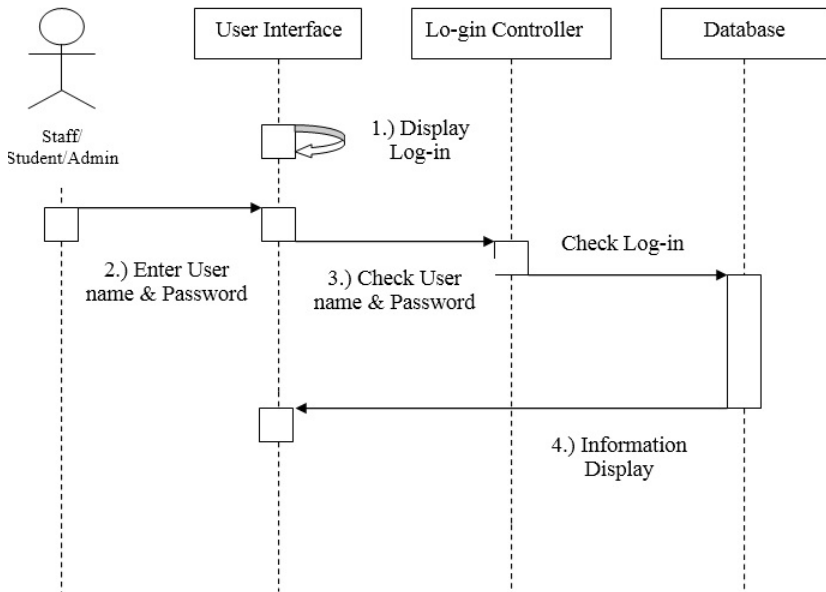 User Interface
Lo-gin Controller
Database
Staff/
Student/Admin
1.) Display
Log-in
2.) Enter User
name & Password
3.) Check User
name & Password
Check Log-in
4.) Information
Display